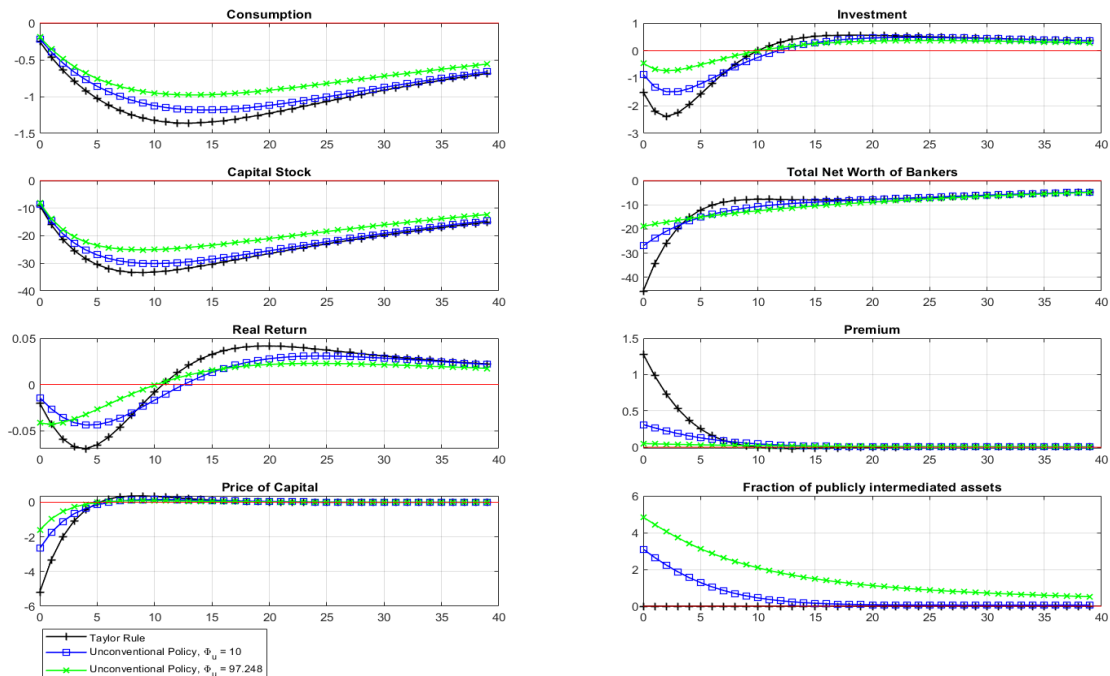 Consumption
0
-0.5
-1
-1.5
0 5 10 15 20 25 30 35 40
Investment
1
0
-1
-2
-3
0 5 10 15 20 25 30 35 40
Capital Stock
0
-10
-20
-30
-40
0 5 10 15 20 25 30 35 40
Total Net Worth of Bankers
0
-10
-20
-30
-40
0 5 10 15 20 25 30 35 40
Real Return
0.05
0
-0.05
0 5 10 15 20 25 30 35 40
Premium
1.5
1
0.5
0
0 5 10 15 20 25 30 35 40
Price of Capital
0
-2
-4
-6
0 5 10 15 20 25 30 35 40
Fraction of publicly intermediated assets
6
4
2
0
0 5 10 15 20 25 30 35 40
Taylor Rule
Unconventional Policy, Φ_u = 10
Unconventional Policy, Φ_u = 97.248